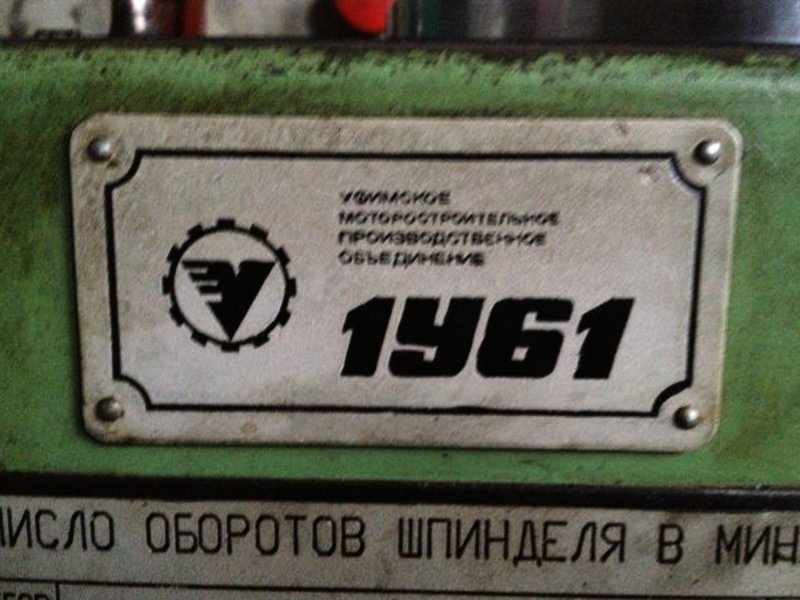 УФИМСКОЕ
МОТОРОСТРОИТЕЛЬНОЕ
ПРОИЗВОДСТВЕННОЕ
ОБЪЕДИНЕНИЕ
1У61
ЧИСЛО ОБОРОТОВ ШПИНДЕЛЯ В МИН